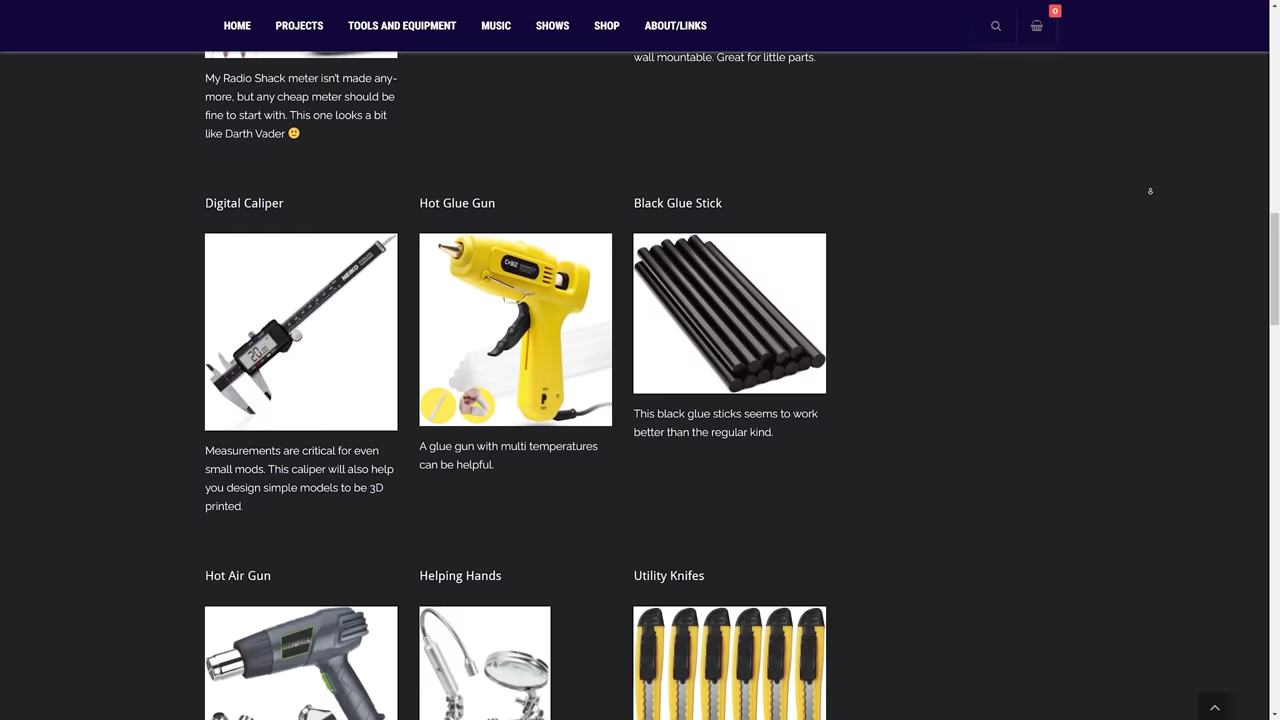 HOME PROJECTS TOOLS AND EQUIPMENT MUSIC SHOWS SHOP ABOUT/LINKS 0
wall mountable. Great for little parts.
My Radio Shack meter isn't made any-
more, but any cheap meter should be
fine to start with. This one looks a bit
like Darth Vader 🙂
Digital Caliper
NEIKO
20
Measurements are critical for even
small mods. This caliper will also help
you design simple models to be 3D
printed.
Hot Glue Gun
A glue gun with multi temperatures
can be helpful.
Black Glue Stick
This black glue sticks seems to work
better than the regular kind.
Hot Air Gun
Helping Hands
Utility Knifes